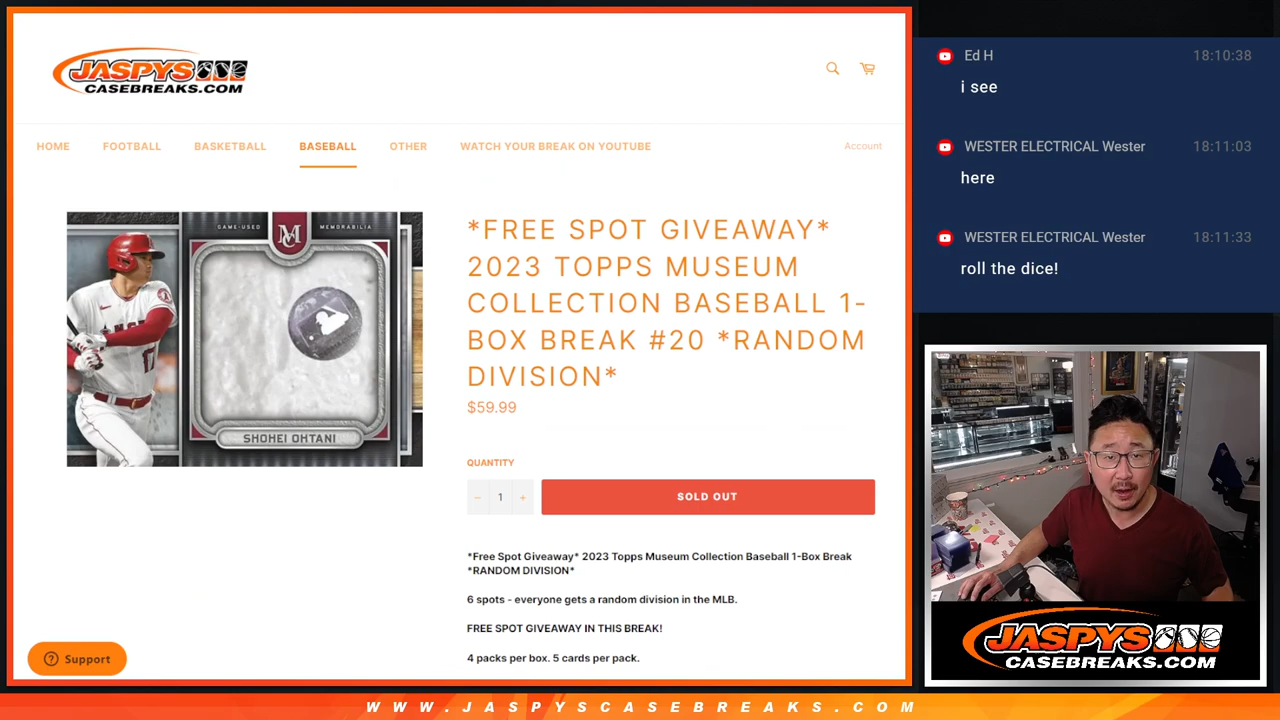 JASPYS
CASEBREAKS.COM
HOME FOOTBALL BASKETBALL BASEBALL OTHER WATCH YOUR BREAK ON YOUTUBE Account
GAME-USED M MEMORABILIA
SHOHEI OHTANI
ANGELS
17
*FREE SPOT GIVEAWAY*
2023 TOPPS MUSEUM
COLLECTION BASEBALL 1-
BOX BREAK #20 *RANDOM
DIVISION*
$59.99
QUANTITY
− 1 + SOLD OUT
*Free Spot Giveaway* 2023 Topps Museum Collection Baseball 1-Box Break
*RANDOM DIVISION*
6 spots - everyone gets a random division in the MLB.
FREE SPOT GIVEAWAY IN THIS BREAK!
4 packs per box. 5 cards per pack.
Support
Ed H 18:10:38
i see
WESTER ELECTRICAL Wester 18:11:03
here
WESTER ELECTRICAL Wester 18:11:33
roll the dice!
JASPYS
CASEBREAKS.COM
WWW.JASPYSCASEBREAKS.COM